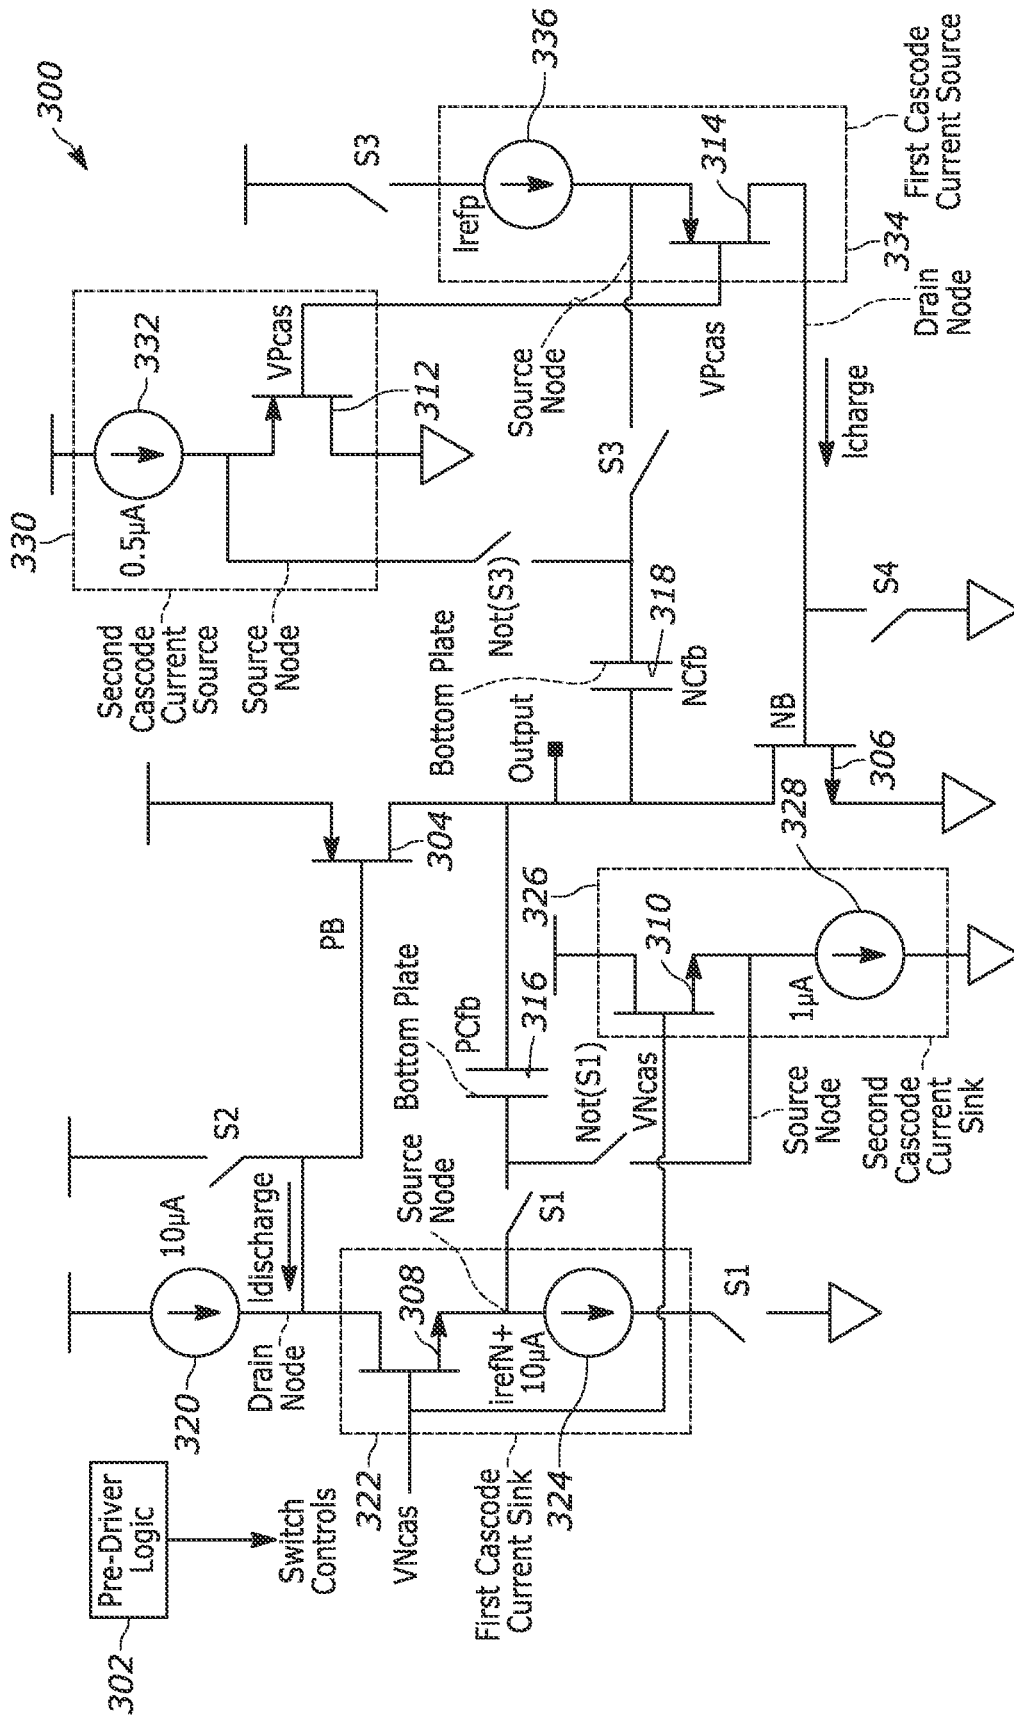 300
302
Pre-Driver
Logic
Switch
Controls
320
10µA
Idischarge
Drain
Node
S2
322
VNcas
308
irefN+
10µA
324
First Cascode
Current Sink
Source
Node
S1
S1
PB
304
PCfb
Bottom Plate
316
Not(S1)
VNcas
326
310
1µA
328
Source
Node
Second
Cascode
Current
Sink
Output
Bottom Plate
NCfb
318
NB
306
330
0.5µA
332
VPcas
312
Second
Cascode
Current
Source
Source
Node
Not(S3)
S3
S3
Irefp
336
Source
Node
VPcas
314
334
First Cascode
Current Source
Drain
Node
Icharge
S4